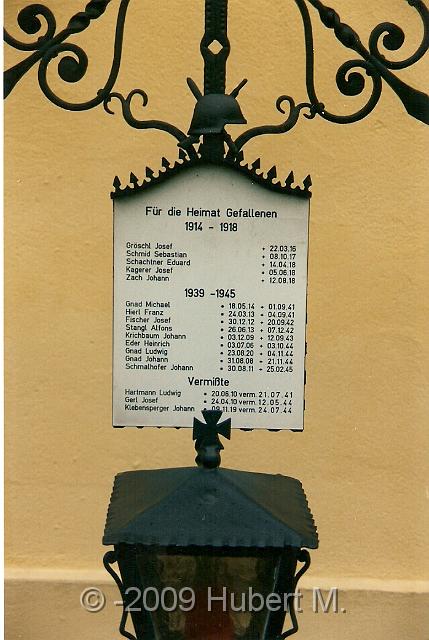 Für die Heimat Gefallenen
1914 - 1918
Gröschl Josef + 22.03.16
Schmid Sebastian + 08.10.17
Schachtner Eduard + 14.04.18
Kagerer Josef + 05.06.18
Zach Johann + 12.08.18
1939 -1945
Gnad Michael * 18.05.14 + 01.09.41
Hierl Franz * 24.03.13 + 04.09.41
Fischer Josef * 30.12.12 + 20.09.42
Stangl Alfons * 26.06.13 + 07.12.42
Krichbaum Johann * 03.12.09 + 12.09.43
Eder Heinrich * 03.07.06 + 03.10.44
Gnad Ludwig * 23.08.20 + 04.11.44
Gnad Johann * 31.08.08 + 21.11.44
Schmalhofer Johann * 30.08.11 + 25.02.45
Vermißte
Hartmann Ludwig * 20.06.10 verm. 21.07.41
Gerl Josef * 24.04.10 verm. 12.05.44
Klebensperger Johann * 09.11.19 verm. 24.07.44
© -2009 Hubert M.